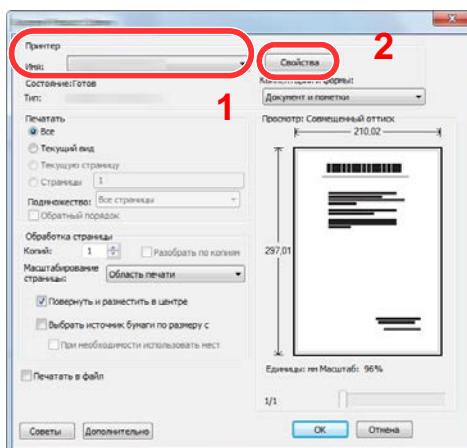 Принтер
Имя:
Состояние:Готов
Тип:
1
Свойства
2
Комментарии и формы:
Документ и пометки
Печатать
Все
Текущий вид
Текущую страницу
Страницы 1
Подмножество: Все страницы
Обратный порядок
Обработка страницы
Копий: 1 Разобрать по копиям
Масштабирование страницы: Область печати
Повернуть и разместить в центре
Выбрать источник бумаги по размеру с
При необходимости использовать нест
Печатать в файл
Просмотр: Совмещенный оттиск
210,02
297,01
Единицы: мм Масштаб: 96%
1/1
Советы Дополнительно
OK Отмена